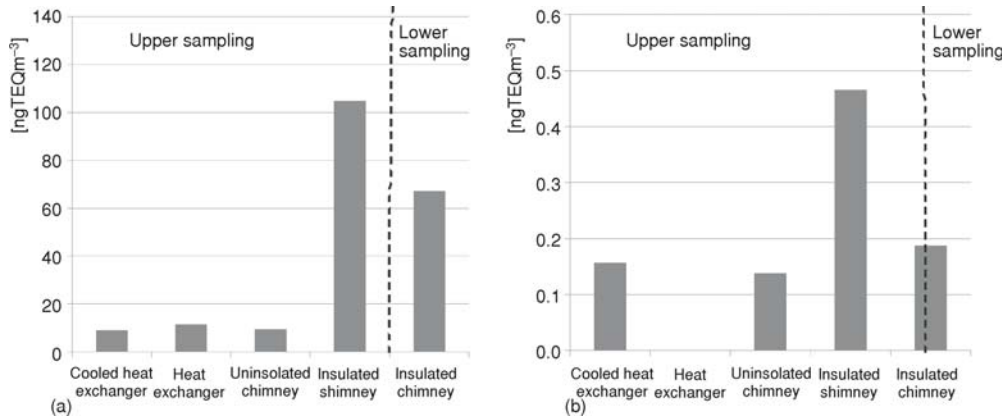 [ngTEQm⁻³]
140
120
100
80
60
40
20
0
Upper sampling
Lower
sampling
Cooled heat
exchanger
Heat
exchanger
Uninsolated
chimney
Insulated
shimney
Insulated
chimney
(a)
[ngTEQm⁻³]
0.6
0.5
0.4
0.3
0.2
0.1
0.0
Upper sampling
Lower
sampling
Cooled heat
exchanger
Heat
exchanger
Uninsolated
chimney
Insulated
shimney
Insulated
chimney
(b)